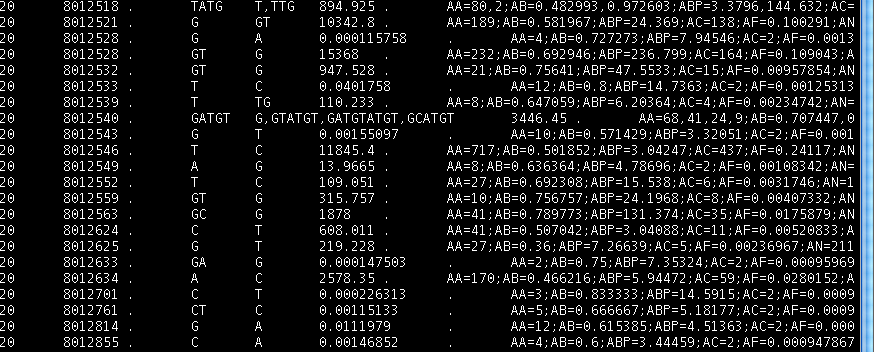 20 8012518 . TATG T,TTG 894.925 . AA=80,2;AB=0.482993,0.972603;ABP=3.3796,144.632;AC=
20 8012521 . G GT 10342.8 . AA=189;AB=0.581967;ABP=24.369;AC=138;AF=0.100291;AN
20 8012528 . G A 0.000115758 . AA=4;AB=0.727273;ABP=7.94546;AC=2;AF=0.0013
20 8012528 . GT G 15368 . AA=232;AB=0.692946;ABP=236.799;AC=164;AF=0.109043;A
20 8012532 . GT G 947.528 . AA=21;AB=0.75641;ABP=47.5533;AC=15;AF=0.00957854;AN
20 8012533 . T C 0.0401758 . AA=12;AB=0.8;ABP=14.7363;AC=2;AF=0.00125313
20 8012539 . T TG 110.233 . AA=8;AB=0.647059;ABP=6.20364;AC=4;AF=0.00234742;AN=
20 8012540 . GATGT G,GTATGT,GATGTATGT,GCATGT 3446.45 . AA=68,41,24,9;AB=0.707447,0
20 8012543 . G T 0.00155097 . AA=10;AB=0.571429;ABP=3.32051;AC=2;AF=0.001
20 8012546 . T C 11845.4 . AA=717;AB=0.501852;ABP=3.04247;AC=437;AF=0.24117;AN
20 8012549 . A G 13.9665 . AA=8;AB=0.636364;ABP=4.78696;AC=2;AF=0.00108342;AN=
20 8012552 . T C 109.051 . AA=27;AB=0.692308;ABP=15.538;AC=6;AF=0.0031746;AN=1
20 8012559 . GT G 315.757 . AA=10;AB=0.756757;ABP=24.1968;AC=8;AF=0.00407332;AN
20 8012563 . GC G 1878 . AA=41;AB=0.789773;ABP=131.374;AC=35;AF=0.0175879;AN
20 8012624 . C T 608.011 . AA=41;AB=0.507042;ABP=3.04088;AC=11;AF=0.00520833;A
20 8012625 . G T 219.228 . AA=27;AB=0.36;ABP=7.26639;AC=5;AF=0.00236967;AN=211
20 8012633 . GA G 0.000147503 . AA=2;AB=0.75;ABP=7.35324;AC=2;AF=0.00095969
20 8012634 . A C 2578.35 . AA=170;AB=0.466216;ABP=5.94472;AC=59;AF=0.0280152;A
20 8012701 . C T 0.000226313 . AA=3;AB=0.833333;ABP=14.5915;AC=2;AF=0.0009
20 8012761 . CT C 0.00115133 . AA=5;AB=0.666667;ABP=5.18177;AC=2;AF=0.0009
20 8012814 . G A 0.0111979 . AA=12;AB=0.615385;ABP=4.51363;AC=2;AF=0.000
20 8012855 . C A 0.00146852 . AA=4;AB=0.6;ABP=3.44459;AC=2;AF=0.000947867